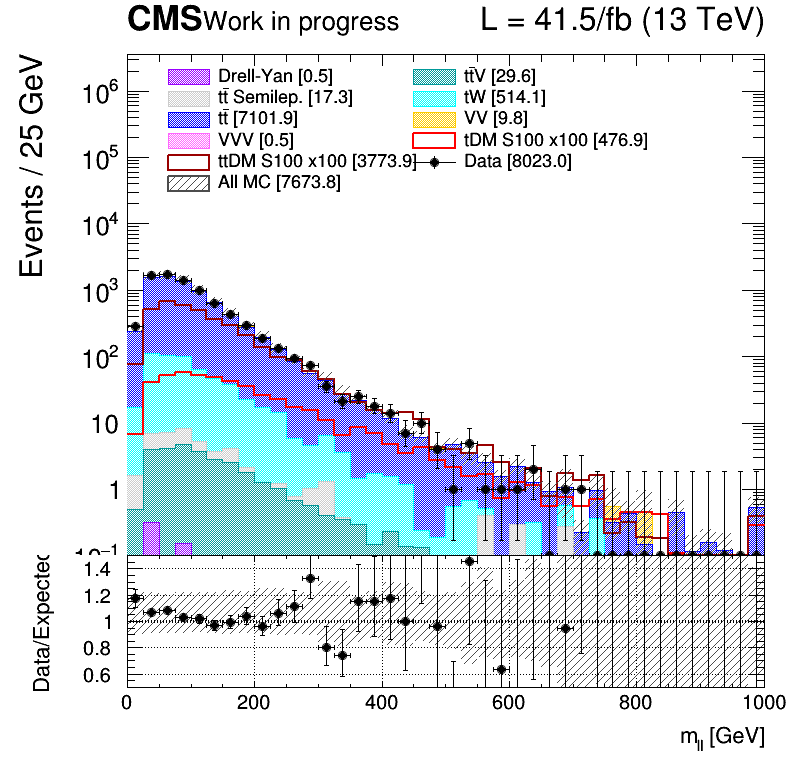 CMS Work in progress L = 41.5/fb (13 TeV)
Events / 25 GeV
Drell-Yan [0.5]
tt̄V [29.6]
tt̄ Semilep. [17.3]
tW [514.1]
tt̄ [7101.9]
VV [9.8]
VVV [0.5]
tDM S100 x100 [476.9]
ttDM S100 x100 [3773.9]
Data [8023.0]
All MC [7673.8]
10⁶
10⁵
10⁴
10³
10²
10
1
10⁻¹
Data/Expected
1.4
1.2
1
0.8
0.6
0 200 400 600 800 1000
m_ll [GeV]